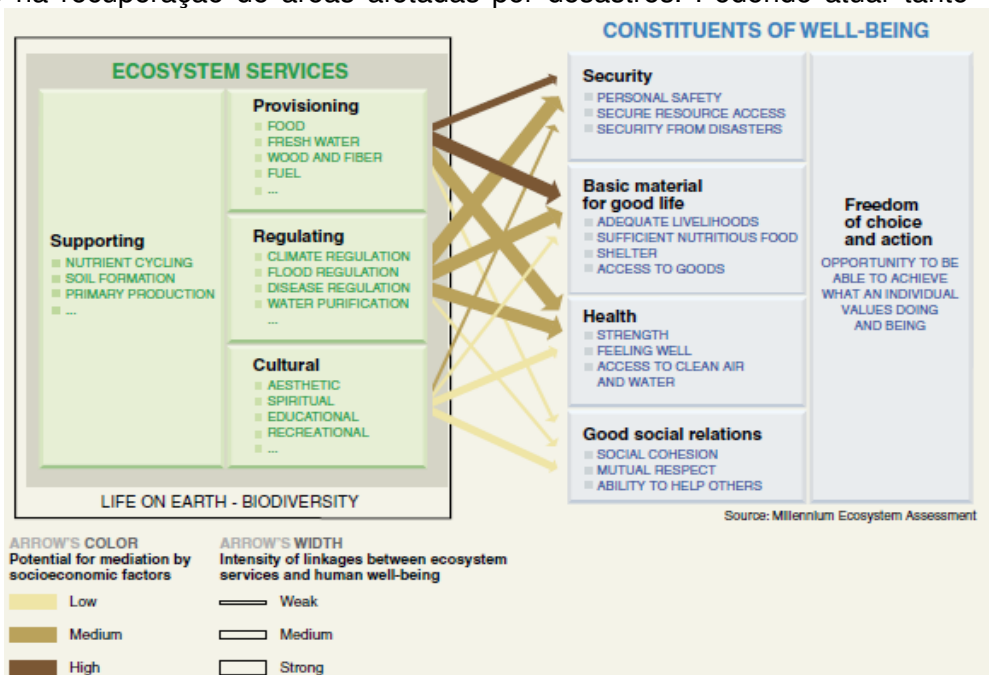 na recuperação de áreas afetadas por desastres. Podendo atuar tanto
CONSTITUENTS OF WELL-BEING
ECOSYSTEM SERVICES
Supporting
NUTRIENT CYCLING
SOIL FORMATION
PRIMARY PRODUCTION
...
Provisioning
FOOD
FRESH WATER
WOOD AND FIBER
FUEL
...
Regulating
CLIMATE REGULATION
FLOOD REGULATION
DISEASE REGULATION
WATER PURIFICATION
...
Cultural
AESTHETIC
SPIRITUAL
EDUCATIONAL
RECREATIONAL
...
LIFE ON EARTH - BIODIVERSITY
Security
PERSONAL SAFETY
SECURE RESOURCE ACCESS
SECURITY FROM DISASTERS
Basic material
for good life
ADEQUATE LIVELIHOODS
SUFFICIENT NUTRITIOUS FOOD
SHELTER
ACCESS TO GOODS
Health
STRENGTH
FEELING WELL
ACCESS TO CLEAN AIR
AND WATER
Good social relations
SOCIAL COHESION
MUTUAL RESPECT
ABILITY TO HELP OTHERS
Freedom
of choice
and action
OPPORTUNITY TO BE
ABLE TO ACHIEVE
WHAT AN INDIVIDUAL
VALUES DOING
AND BEING
Source: Millennium Ecosystem Assessment
ARROW'S COLOR
Potential for mediation by
socioeconomic factors
Low
Medium
High
ARROW'S WIDTH
Intensity of linkages between ecosystem
services and human well-being
Weak
Medium
Strong